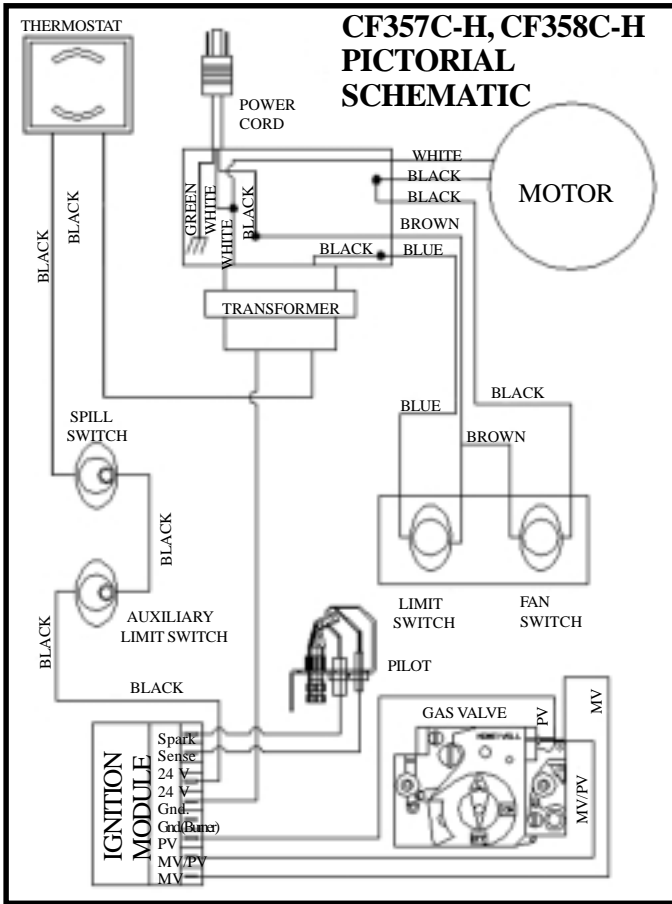 THERMOSTAT
CF357C-H, CF358C-H
PICTORIAL
SCHEMATIC
POWER
CORD
WHITE
BLACK
BLACK
MOTOR
GREEN
WHITE
WHITE
BLACK
BROWN
BLACK
BLUE
BLACK
BLACK
TRANSFORMER
SPILL
SWITCH
BLUE
BLACK
BROWN
BLACK
AUXILIARY
LIMIT SWITCH
LIMIT
SWITCH
FAN
SWITCH
BLACK
BLACK
PILOT
GAS VALVE
PV
MV
MV/PV
IGNITION
MODULE
Spark
Sense
24 V
24 V
Gnd.
Gnd(Burner)
PV
MV/PV
MV